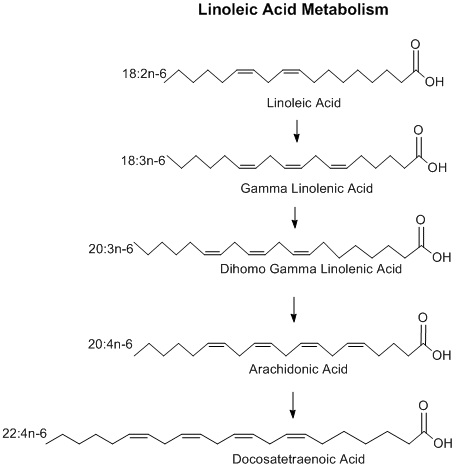 Linoleic Acid Metabolism
O
18:2n-6
OH
Linoleic Acid
O
18:3n-6
OH
Gamma Linolenic Acid
O
20:3n-6
OH
Dihomo Gamma Linolenic Acid
O
20:4n-6
OH
Arachidonic Acid
O
22:4n-6
OH
Docosatetraenoic Acid